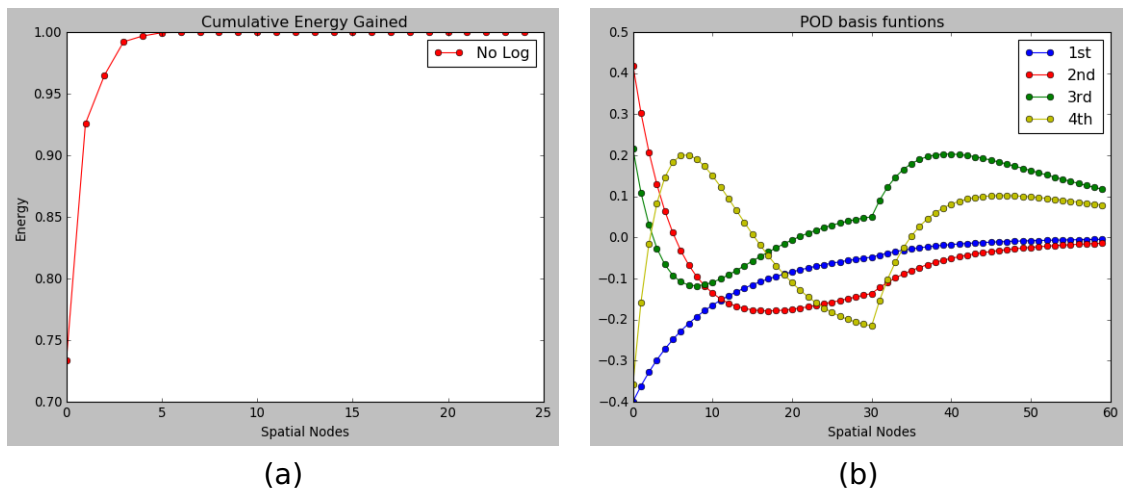 Cumulative Energy Gained
1.00
0.95
0.90
0.85
0.80
0.75
0.70
Energy
No Log
0 5 10 15 20 25
Spatial Nodes
(a)
POD basis funtions
0.5
0.4
0.3
0.2
0.1
0.0
−0.1
−0.2
−0.3
−0.4
1st
2nd
3rd
4th
0 10 20 30 40 50 60
Spatial Nodes
(b)